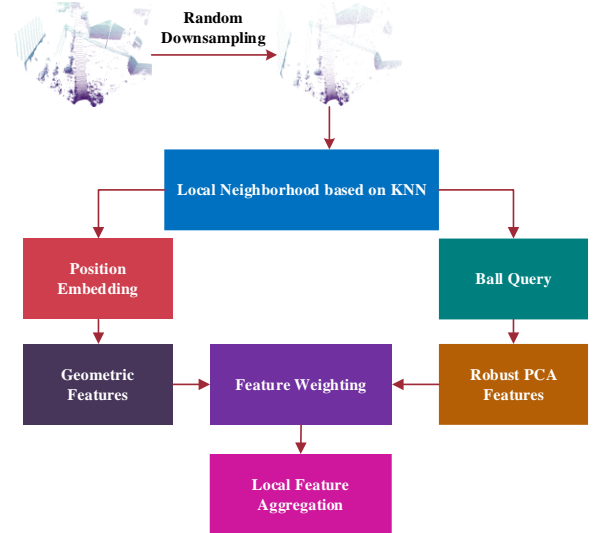 Random
Downsampling
Local Neighborhood based on KNN
Position
Embedding
Ball Query
Geometric
Features
Feature Weighting
Robust PCA
Features
Local Feature
Aggregation